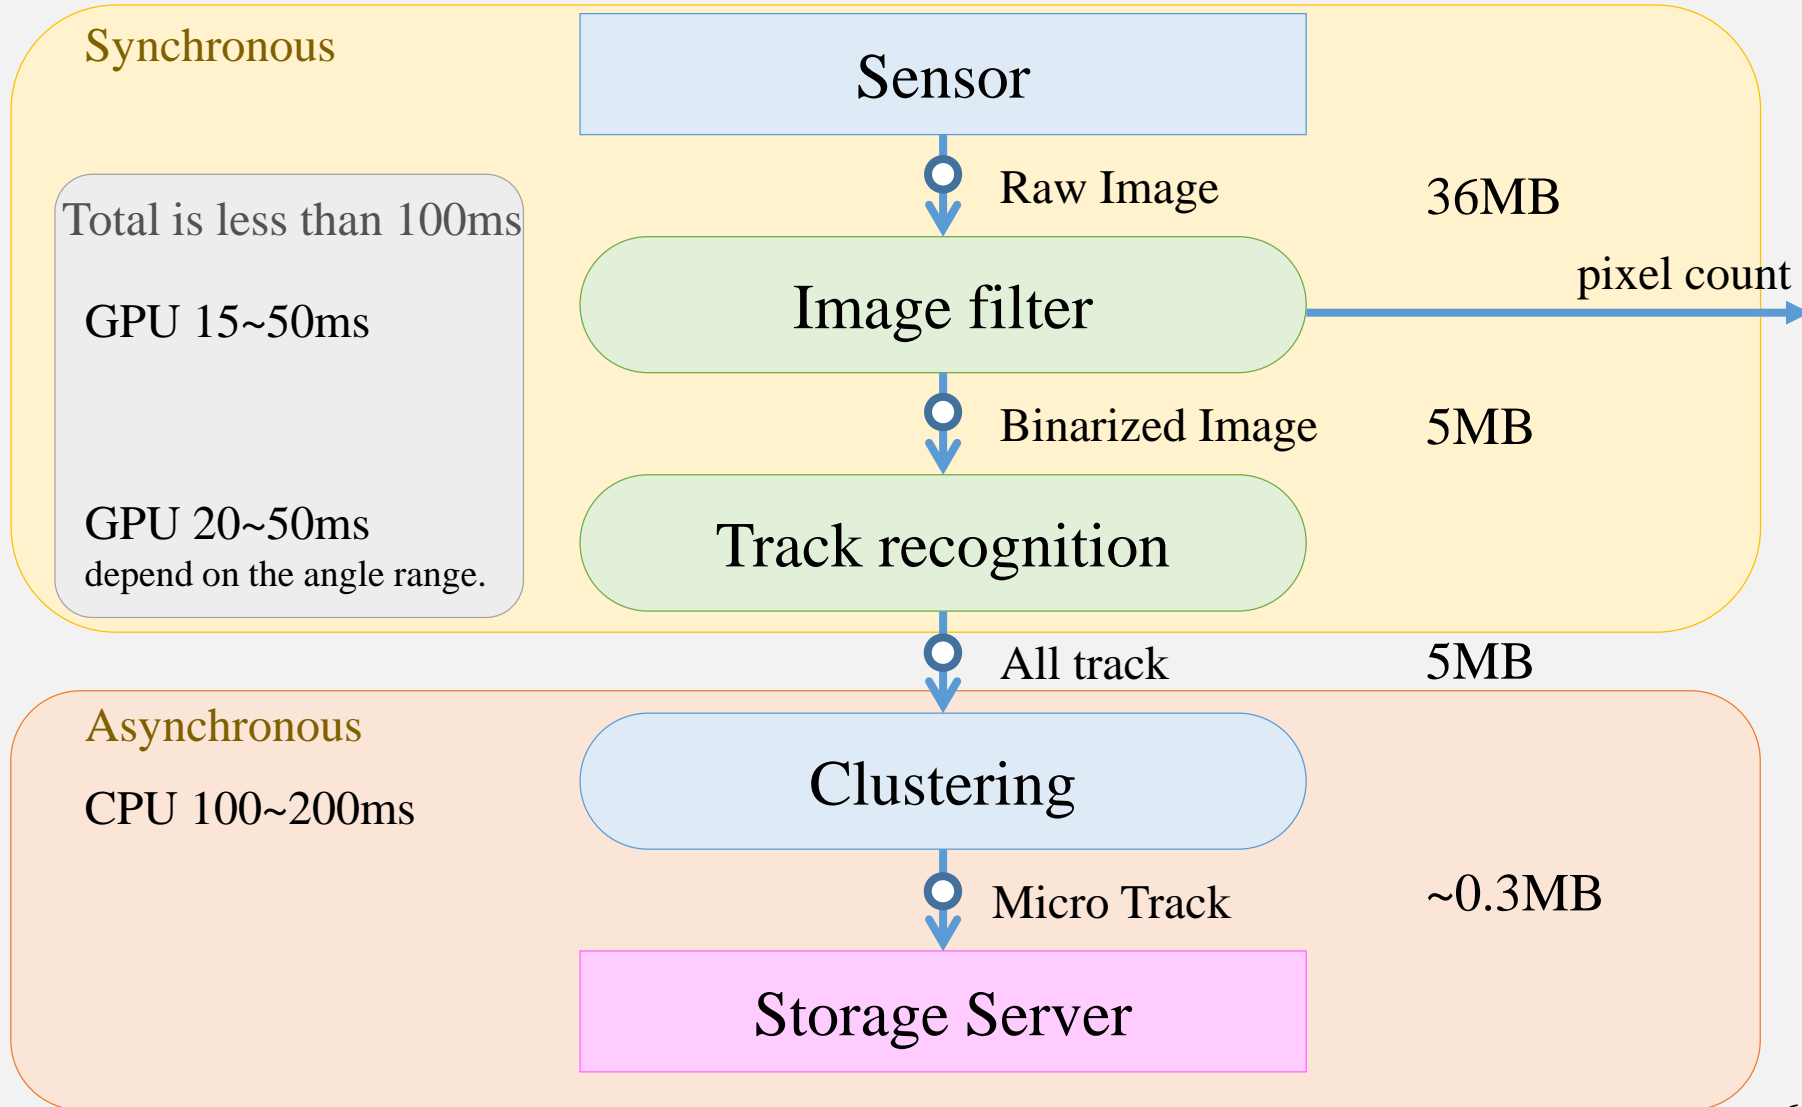 Synchronous
Sensor
Raw Image
36MB
Total is less than 100ms
pixel count
GPU 15~50ms
Image filter
Binarized Image
5MB
GPU 20~50ms
depend on the angle range.
Track recognition
All track
5MB
Asynchronous
CPU 100~200ms
Clustering
Micro Track
~0.3MB
Storage Server